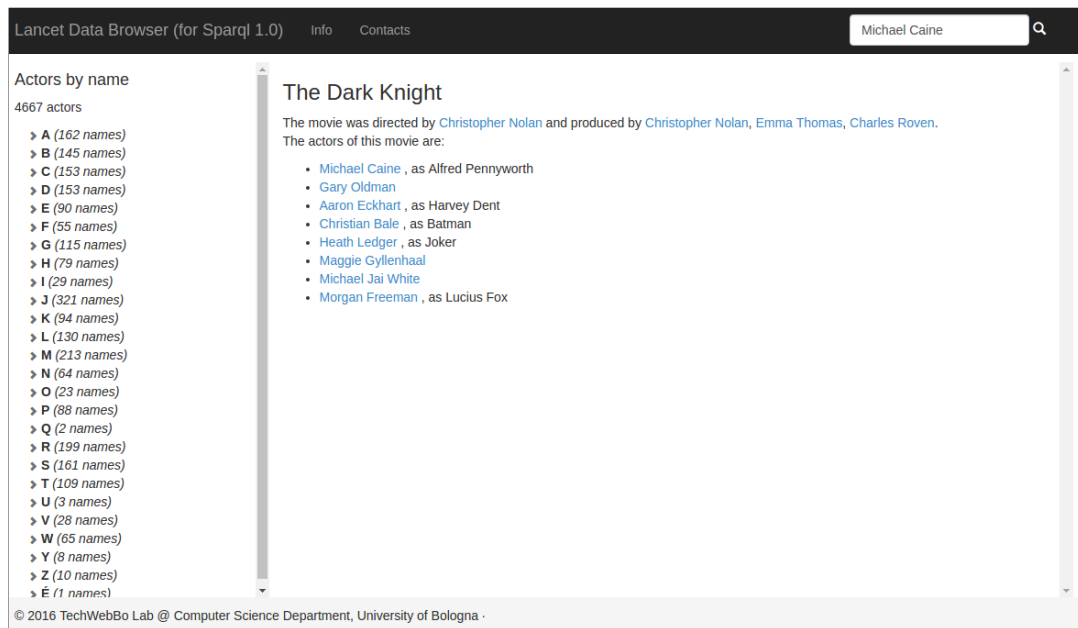 Lancet Data Browser (for Sparql 1.0) Info Contacts Michael Caine
Actors by name
4667 actors
A (162 names)
B (145 names)
C (153 names)
D (153 names)
E (90 names)
F (55 names)
G (115 names)
H (79 names)
I (29 names)
J (321 names)
K (94 names)
L (130 names)
M (213 names)
N (64 names)
O (23 names)
P (88 names)
Q (2 names)
R (199 names)
S (161 names)
T (109 names)
U (3 names)
V (28 names)
W (65 names)
Y (8 names)
Z (10 names)
É (1 names)
The Dark Knight
The movie was directed by Christopher Nolan and produced by Christopher Nolan, Emma Thomas, Charles Roven.
The actors of this movie are:
• Michael Caine , as Alfred Pennyworth
• Gary Oldman
• Aaron Eckhart , as Harvey Dent
• Christian Bale , as Batman
• Heath Ledger , as Joker
• Maggie Gyllenhaal
• Michael Jai White
• Morgan Freeman , as Lucius Fox
© 2016 TechWebBo Lab @ Computer Science Department, University of Bologna ·